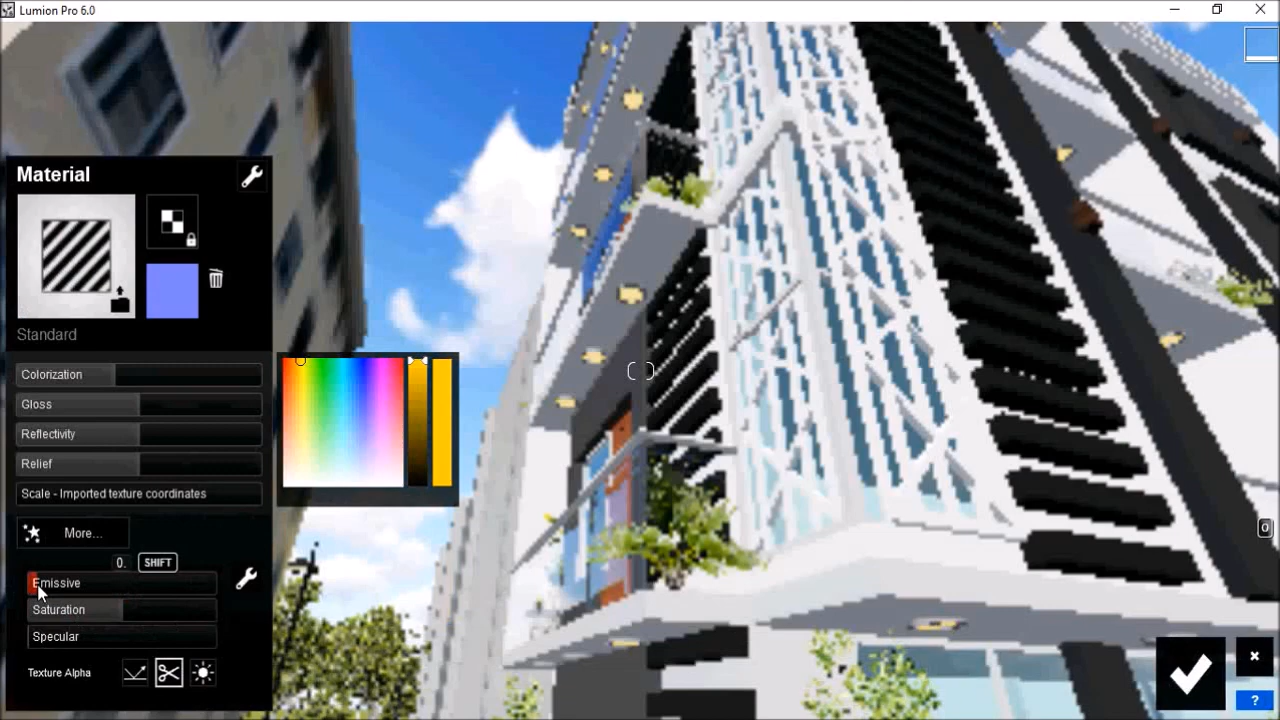 Lumion Pro 6.0
Material
Standard
Colorization
Gloss
Reflectivity
Relief
Scale - Imported texture coordinates
More...
0. SHIFT
Emissive
Saturation
Specular
Texture Alpha
o
?